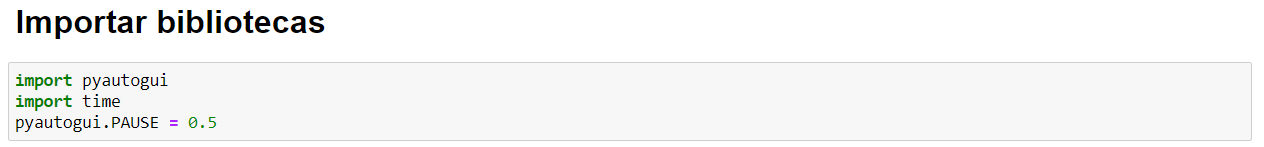 Importar bibliotecas
import pyautogui
import time
pyautogui.PAUSE = 0.5